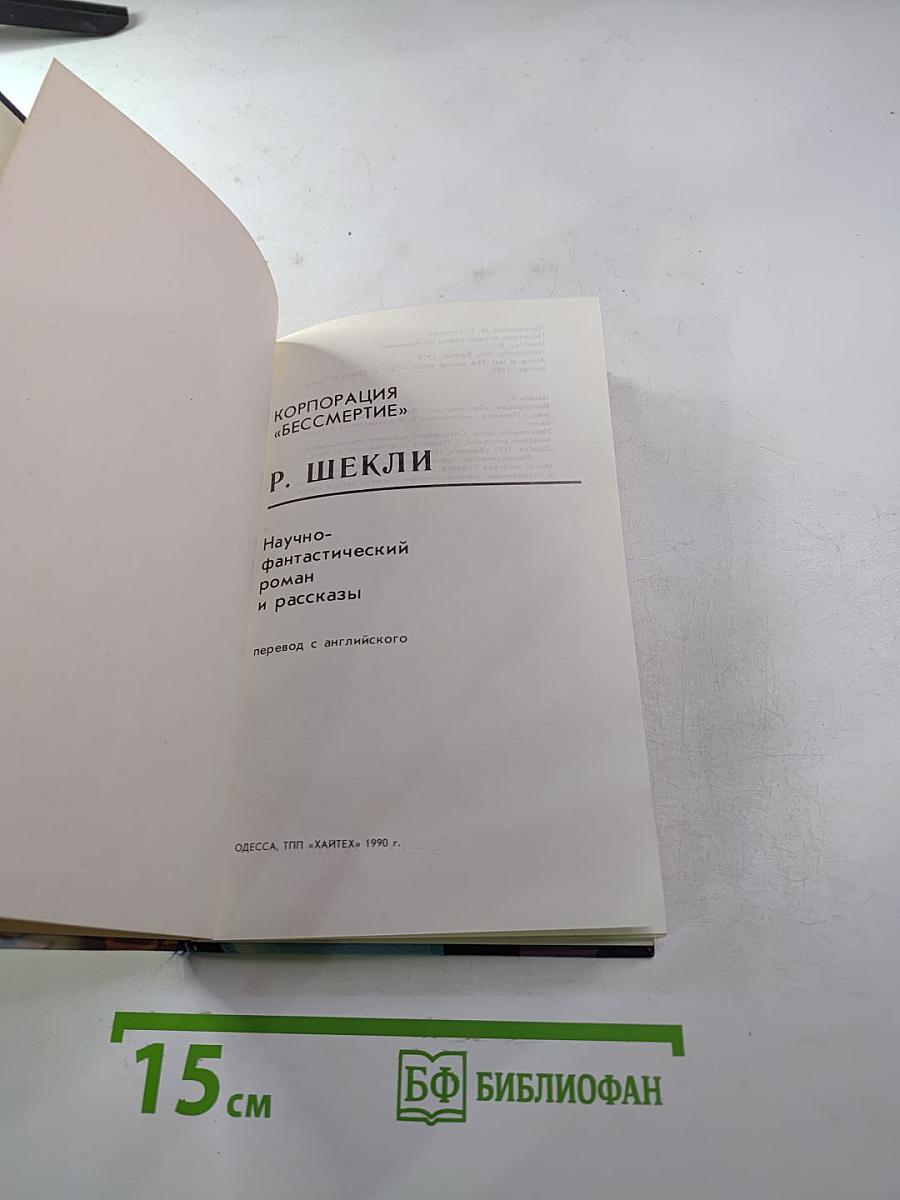 КОРПОРАЦИЯ
«БЕССМЕРТИЕ»
Р. ШЕКЛИ
Научно-
фантастический
роман
и рассказы
перевод с английского
ОДЕССА, ТПП «ХАЙТЕХ» 1990 г.
15 см
БФ БИБЛИОФАН